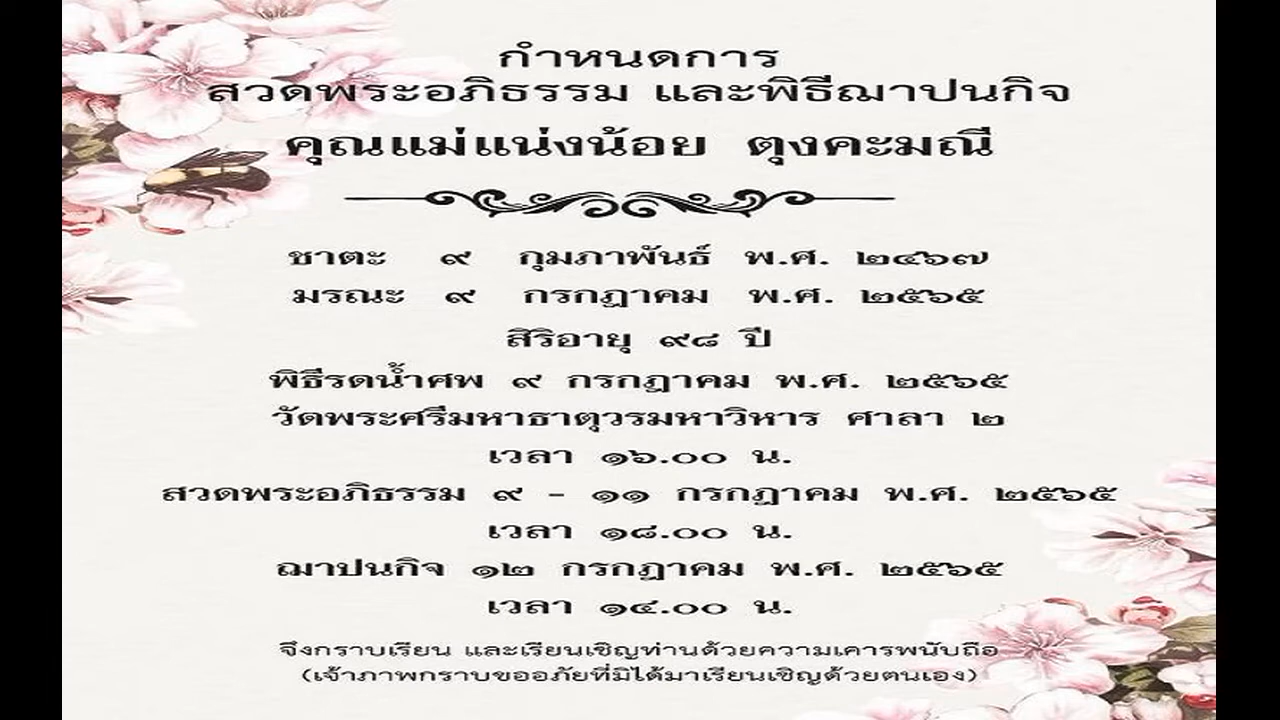 กำหนดการ
สวดพระอภิธรรม และพิธีฌาปนกิจ
คุณแม่แน่งน้อย ตุงคะมณี
ชาตะ ๙ กุมภาพันธ์ พ.ศ. ๒๔๖๗
มรณะ ๙ กรกฎาคม พ.ศ. ๒๕๖๕
สิริอายุ ๙๘ ปี
พิธีรดน้ำศพ ๙ กรกฎาคม พ.ศ. ๒๕๖๕
วัดพระศรีมหาธาตุวรมหาวิหาร ศาลา ๒
เวลา ๑๖.๐๐ น.
สวดพระอภิธรรม ๙ - ๑๑ กรกฎาคม พ.ศ. ๒๕๖๕
เวลา ๑๘.๐๐ น.
ฌาปนกิจ ๑๒ กรกฎาคม พ.ศ. ๒๕๖๕
เวลา ๑๔.๐๐ น.
จึงกราบเรียน และเรียนเชิญท่านด้วยความเคารพนับถือ
(เจ้าภาพกราบขออภัยที่มิได้มาเรียนเชิญด้วยตนเอง)